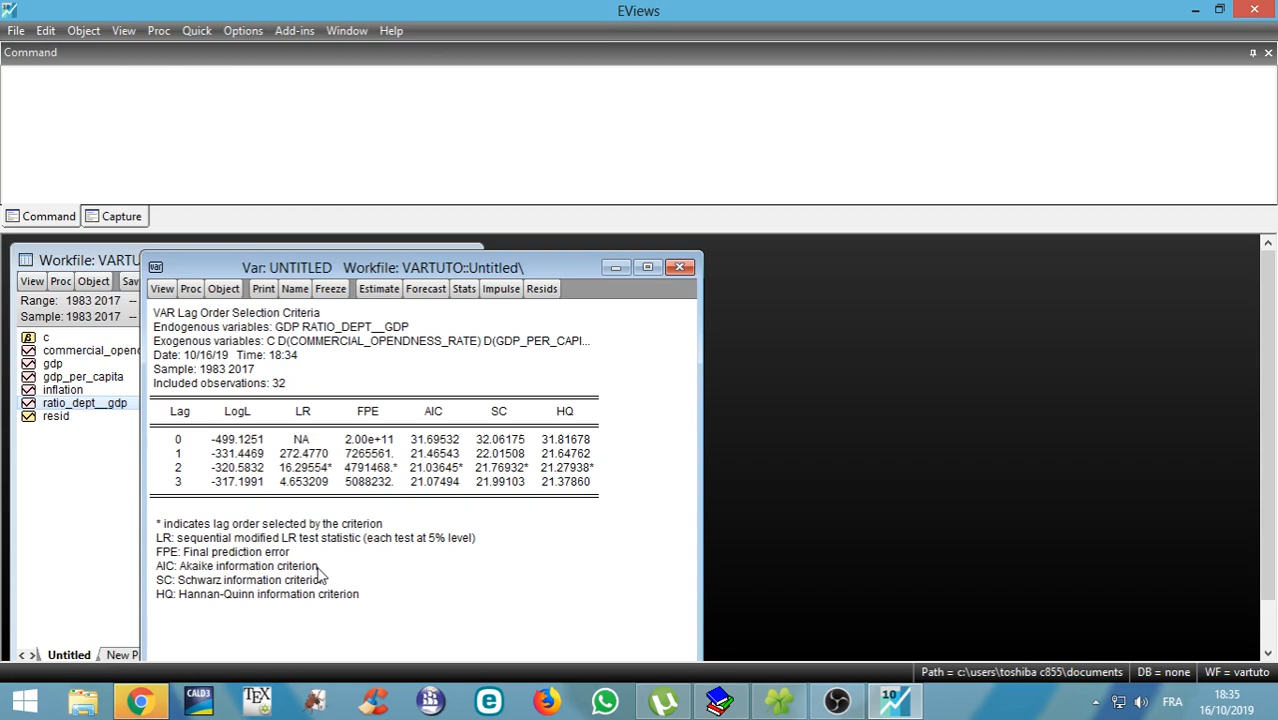 EViews
File Edit Object View Proc Quick Options Add-ins Window Help
Command
Command Capture
Workfile: VARTU
View Proc Object Sav
Range: 1983 2017 --
Sample: 1983 2017 --
c
commercial_opend
gdp
gdp_per_capita
inflation
ratio_dept__gdp
resid
Untitled New P
Var: UNTITLED Workfile: VARTUTO::Untitled\
View Proc Object Print Name Freeze Estimate Forecast Stats Impulse Resids
VAR Lag Order Selection Criteria
Endogenous variables: GDP RATIO_DEPT__GDP
Exogenous variables: C D(COMMERCIAL_OPENDNESS_RATE) D(GDP_PER_CAPI...
Date: 10/16/19 Time: 18:34
Sample: 1983 2017
Included observations: 32
Lag LogL LR FPE AIC SC HQ
0 -499.1251 NA 2.00e+11 31.69532 32.06175 31.81678
1 -331.4469 272.4770 7265561. 21.46543 22.01508 21.64762
2 -320.5832 16.29554* 4791468.* 21.03645* 21.76932* 21.27938*
3 -317.1991 4.653209 5088232. 21.07494 21.99103 21.37860
* indicates lag order selected by the criterion
LR: sequential modified LR test statistic (each test at 5% level)
FPE: Final prediction error
AIC: Akaike information criterion
SC: Schwarz information criterion
HQ: Hannan-Quinn information criterion
Path = c:\users\toshiba c855\documents DB = none WF = vartuto
CALD3 TEX 10 FRA
18:35
16/10/2019